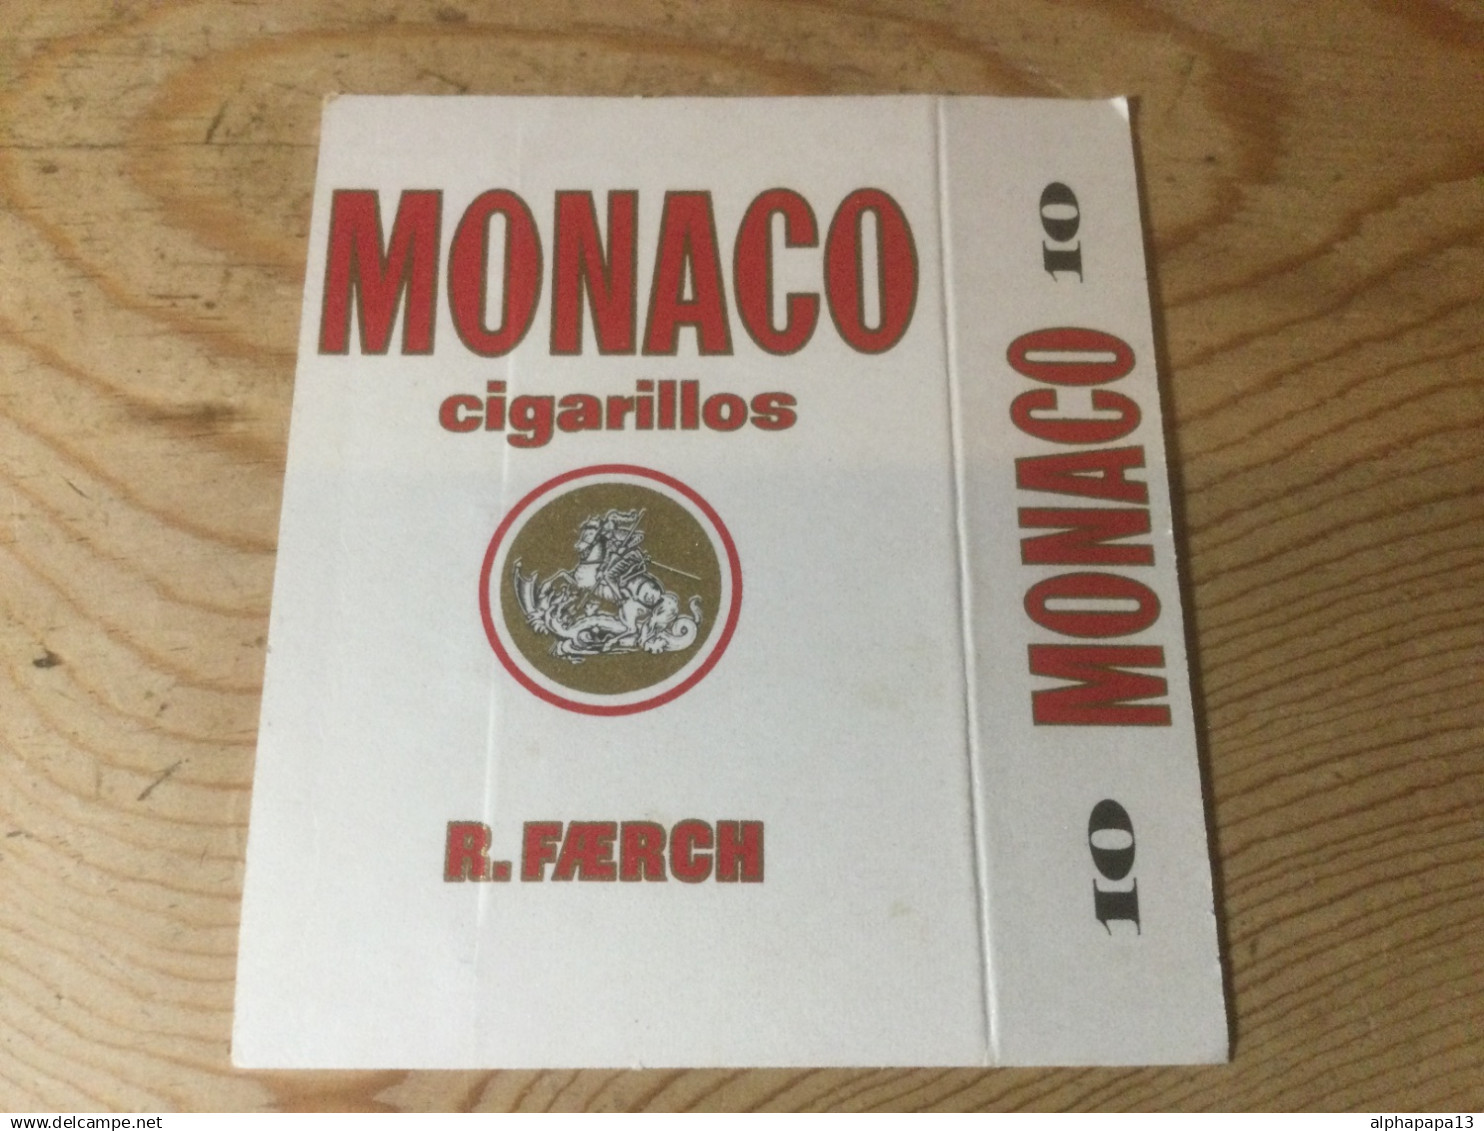 MONACO
cigarillos
R. FÆRCH
10
MONACO
10
www.delcampe.net
alphapapa13